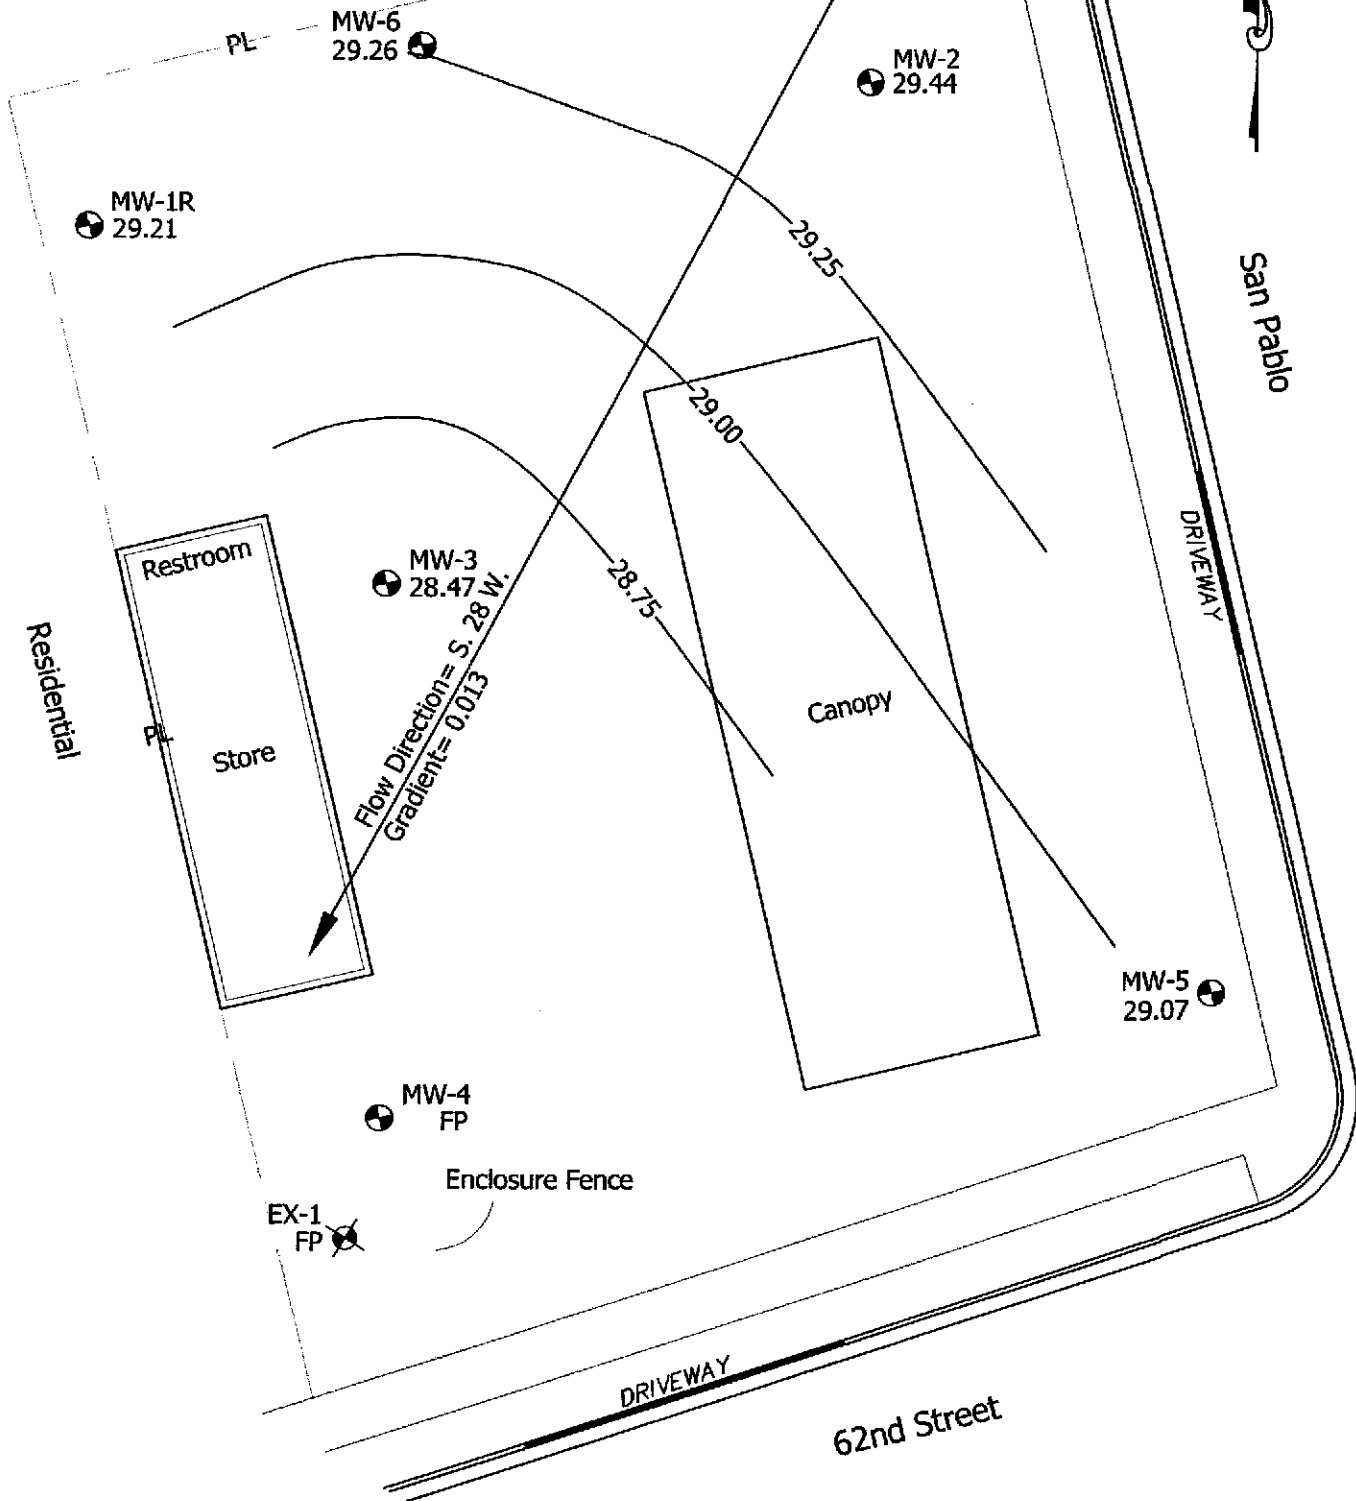 PL
MW-6
29.26
MW-2
29.44
MW-1R
29.21
29.25
San Pablo
29.00
DRIVEWAY
Restroom
MW-3
28.47
28.75
Residential
Flow Direction= S. 28 W.
Gradient= 0.013
Canopy
PL
Store
MW-5
29.07
MW-4
FP
Enclosure Fence
EX-1
FP
DRIVEWAY
62nd Street